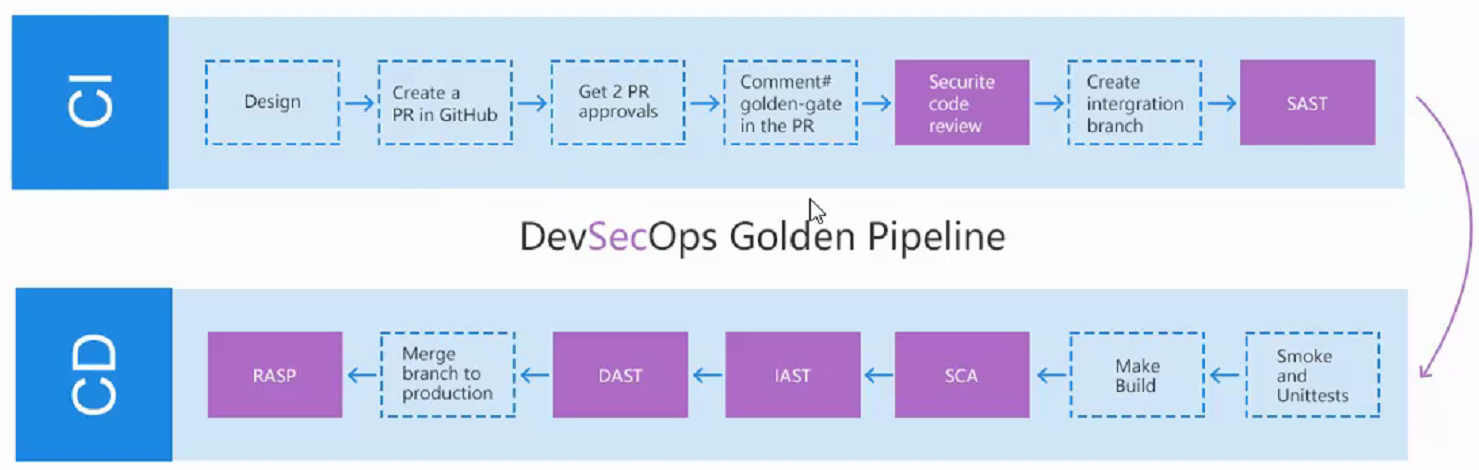 CI
Design
Create a
PR in GitHub
Get 2 PR
approvals
Comment#
golden-gate
in the PR
Securite
code
review
Create
intergration
branch
SAST
DevSecOps Golden Pipeline
CD
RASP
Merge
branch to
production
DAST
IAST
SCA
Make
Build
Smoke
and
Unittests